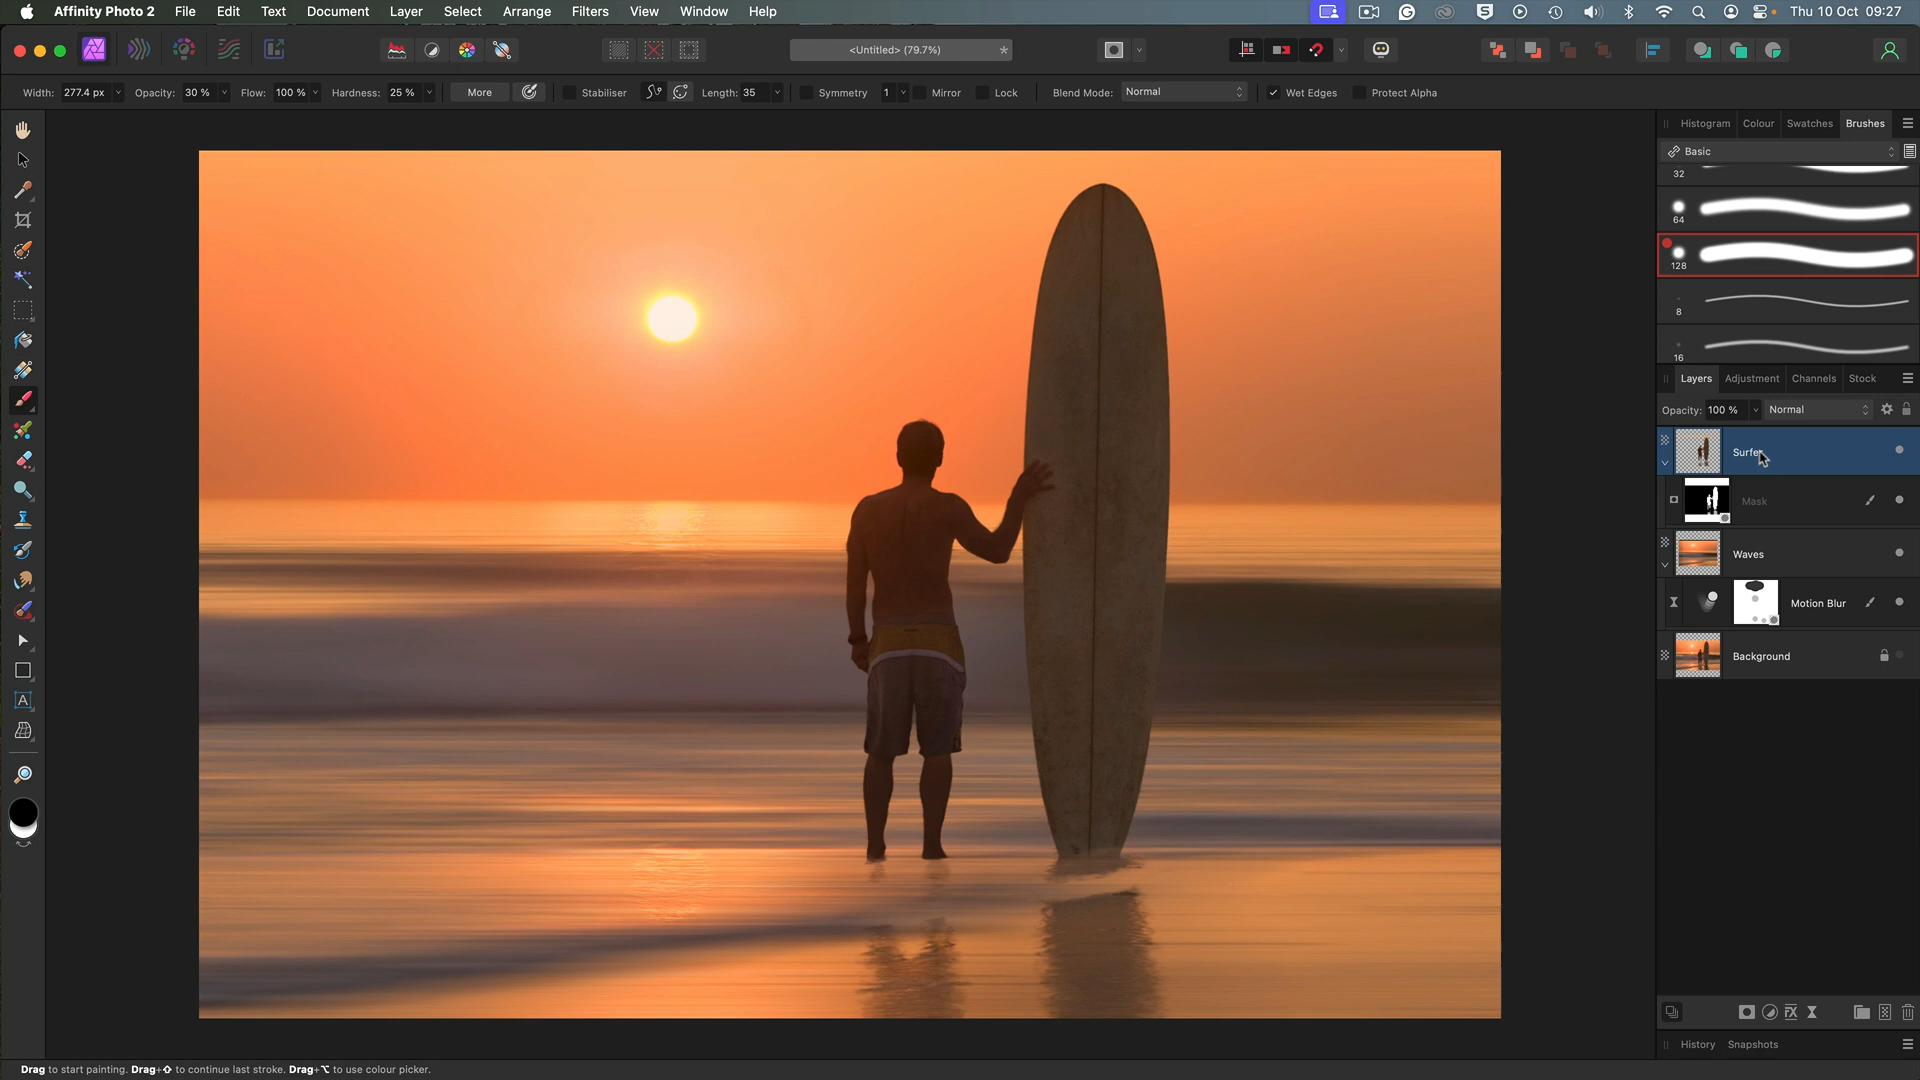 Affinity Photo 2 File Edit Text Document Layer Select Arrange Filters View Window Help Thu 10 Oct 09:27
<Untitled> (79.7%)
Width: 277.4 px Opacity: 30 % Flow: 100 % Hardness: 25 % More Stabiliser Length: 35 Symmetry 1 Mirror Lock Blend Mode: Normal Wet Edges Protect Alpha
Histogram Colour Swatches Brushes
Basic
32
64
128
8
16
Layers Adjustment Channels Stock
Opacity: 100 % Normal
Mask
Waves
Motion Blur
Background
History Snapshots
Drag to start painting. Drag+⇧ to continue last stroke. Drag+⌥ to use colour picker.